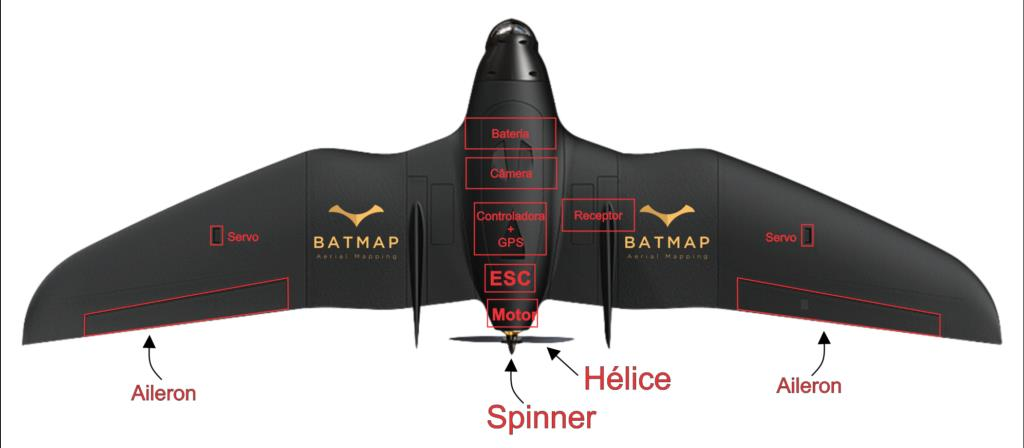 Bateria
Câmera
Controladora
+
GPS
Receptor
Servo
BATMAP
Aerial Mapping
BATMAP
Aerial Mapping
Servo
ESC
Motor
Hélice
Aileron
Aileron
Spinner